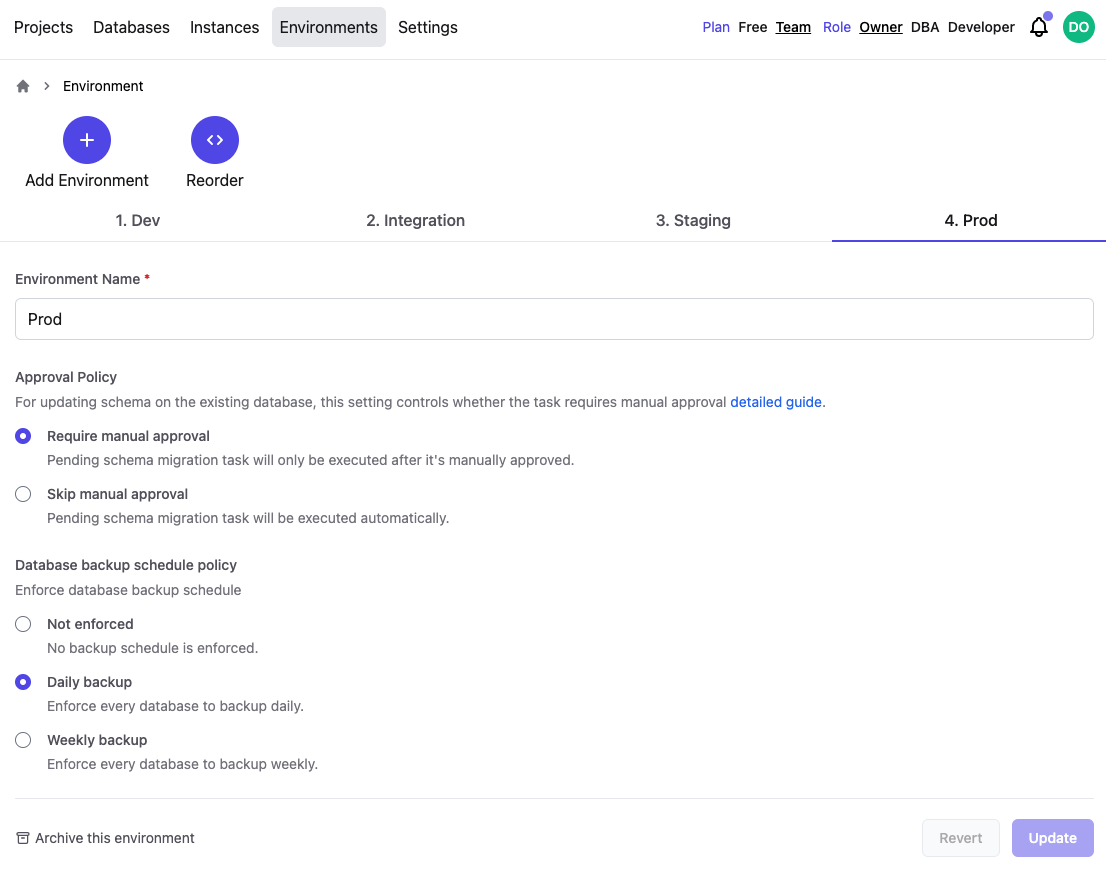 Projects Databases Instances Environments Settings Plan Free Team Role Owner DBA Developer DO
Environment
Add Environment Reorder
1. Dev 2. Integration 3. Staging 4. Prod
Environment Name *
Prod
Approval Policy
For updating schema on the existing database, this setting controls whether the task requires manual approval detailed guide.
Require manual approval
Pending schema migration task will only be executed after it's manually approved.
Skip manual approval
Pending schema migration task will be executed automatically.
Database backup schedule policy
Enforce database backup schedule
Not enforced
No backup schedule is enforced.
Daily backup
Enforce every database to backup daily.
Weekly backup
Enforce every database to backup weekly.
Archive this environment Revert Update